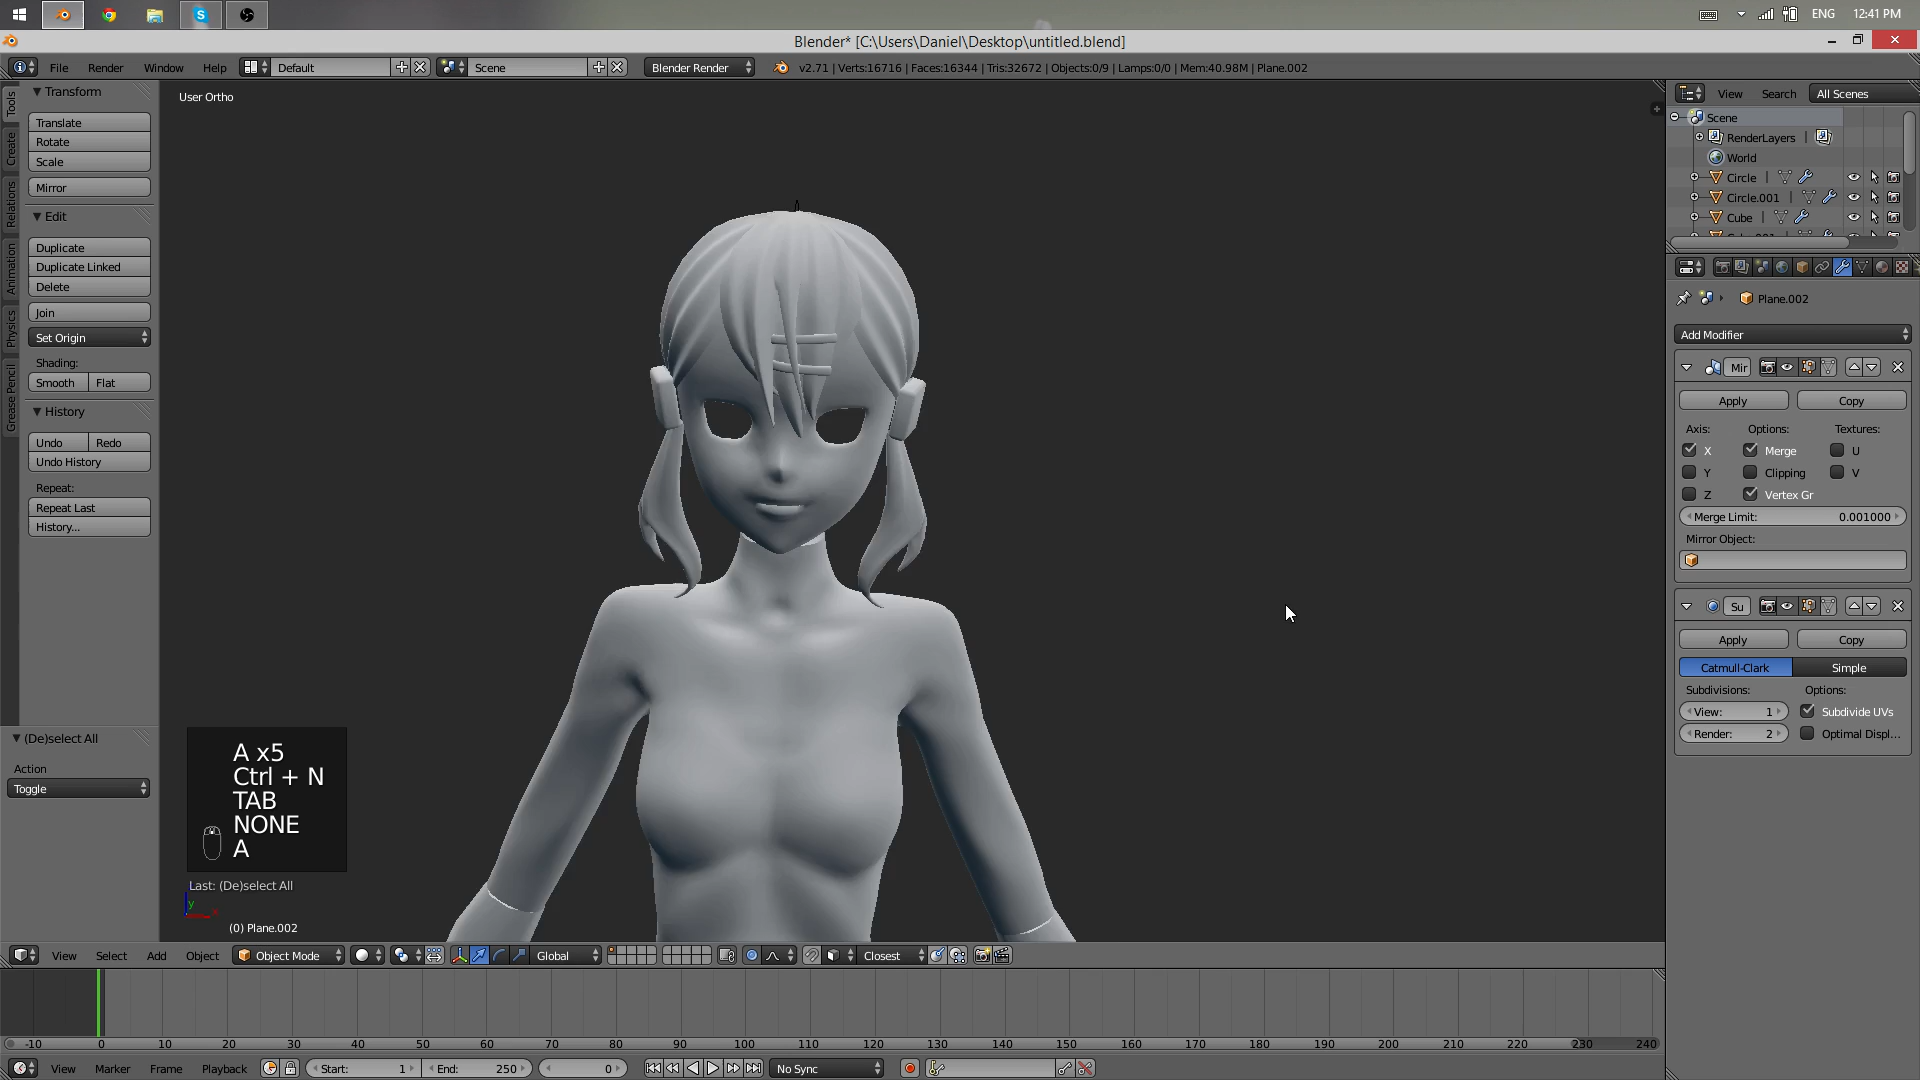 ENG 12:41 PM
Blender* [C:\Users\Daniel\Desktop\untitled.blend]
File Render Window Help Default Scene Blender Render v2.71 | Verts:16716 | Faces:16344 | Tris:32672 | Objects:0/9 | Lamps:0/0 | Mem:40.98M | Plane.002
Tools
Create
Relations
Animation
Physics
Grease Pencil
Transform
Translate
Rotate
Scale
Mirror
Edit
Duplicate
Duplicate Linked
Delete
Join
Set Origin
Shading:
Smooth Flat
History
Undo Redo
Undo History
Repeat:
Repeat Last
History...
(De)select All
Action
Toggle
User Ortho
A x5
Ctrl + N
TAB
NONE
A
Last: (De)select All
y
x
(0) Plane.002
View Select Add Object Object Mode Global Closest
-10 0 10 20 30 40 50 60 70 80 90 100 110 120 130 140 150 160 170 180 190 200 210 220 230 240
View Marker Frame Playback Start: 1 End: 250 0 No Sync
View Search All Scenes
Scene
RenderLayers |
World
Circle |
Circle.001
Cube |
Plane.002
Add Modifier
Mir
Apply Copy
Axis: Options: Textures:
X Merge U
Y Clipping V
Z Vertex Gr
Merge Limit: 0.001000
Mirror Object:
Su
Apply Copy
Catmull-Clark Simple
Subdivisions: Options:
View: 1 Subdivide UVs
Render: 2 Optimal Displ...